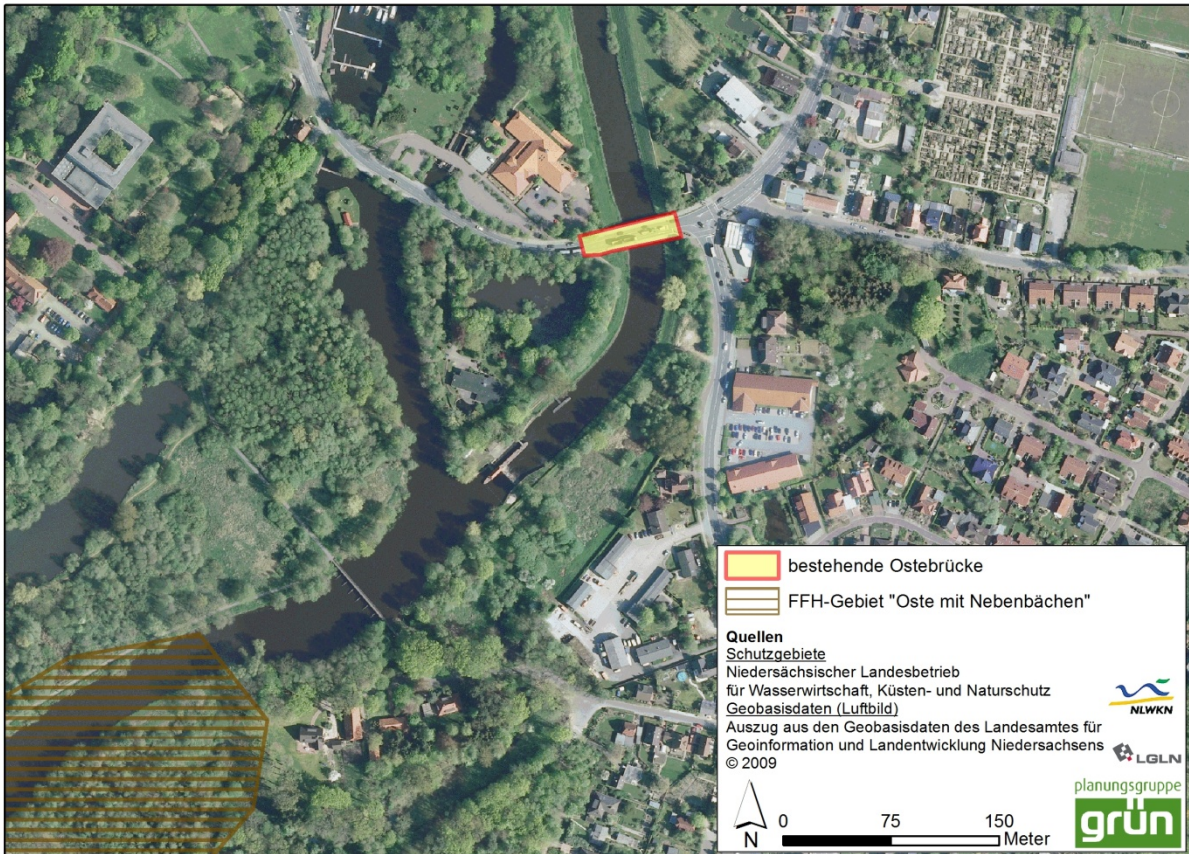 bestehende Ostebrücke
FFH-Gebiet "Oste mit Nebenbächen"
Quellen
Schutzgebiete
Niedersächsischer Landesbetrieb
für Wasserwirtschaft, Küsten- und Naturschutz
NLWKN
Geobasisdaten (Luftbild)
Auszug aus den Geobasisdaten des Landesamtes für
Geoinformation und Landentwicklung Niedersachsens
LGLN
© 2009
planungsgruppe
grün
N
0 75 150
Meter